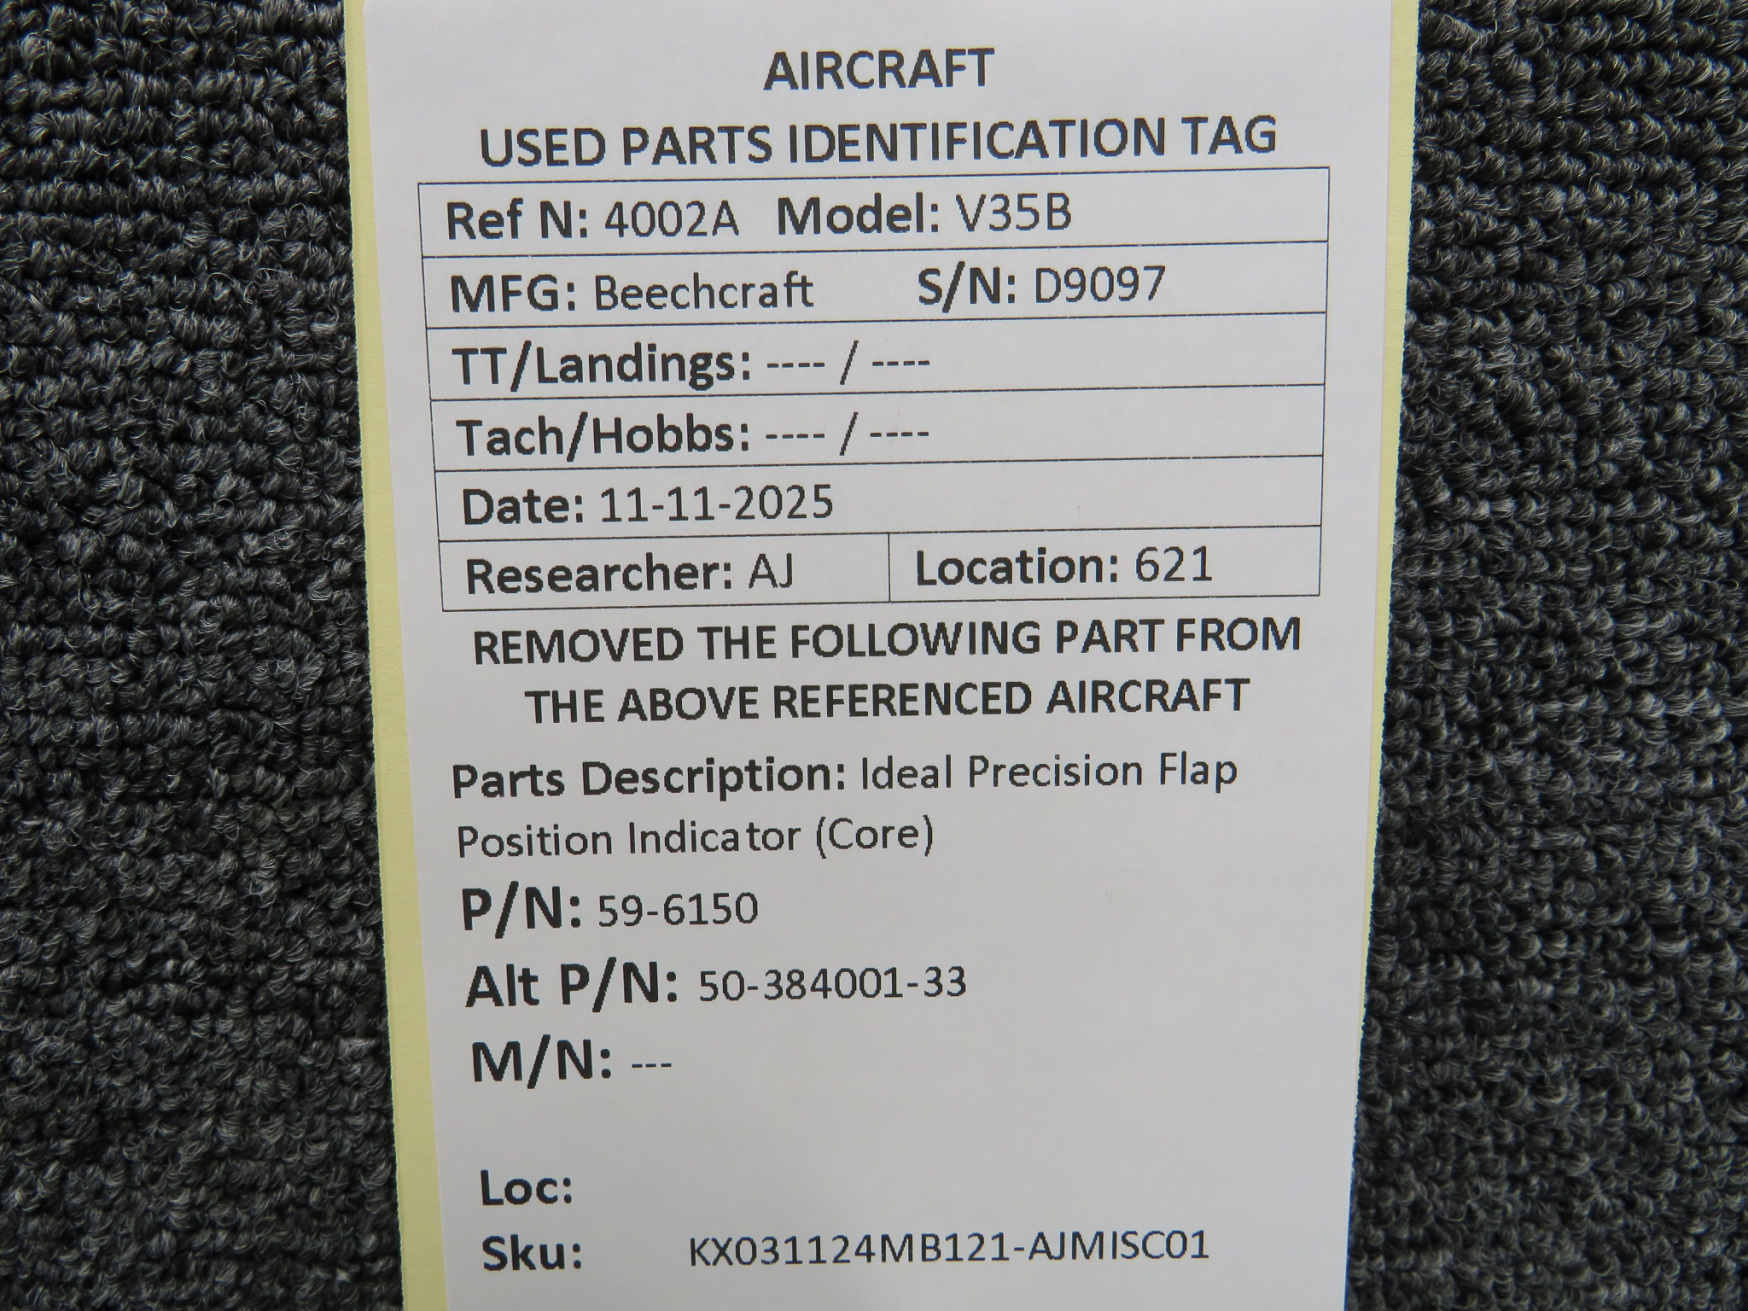 AIRCRAFT
USED PARTS IDENTIFICATION TAG
Ref N: 4002A Model: V35B
MFG: Beechcraft S/N: D9097
TT/Landings: ---- / ----
Tach/Hobbs: ---- / ----
Date: 11-11-2025
Researcher: AJ Location: 621
REMOVED THE FOLLOWING PART FROM
THE ABOVE REFERENCED AIRCRAFT
Parts Description: Ideal Precision Flap
Position Indicator (Core)
P/N: 59-6150
Alt P/N: 50-384001-33
M/N: ---
Loc:
Sku: KX031124MB121-AJMISC01